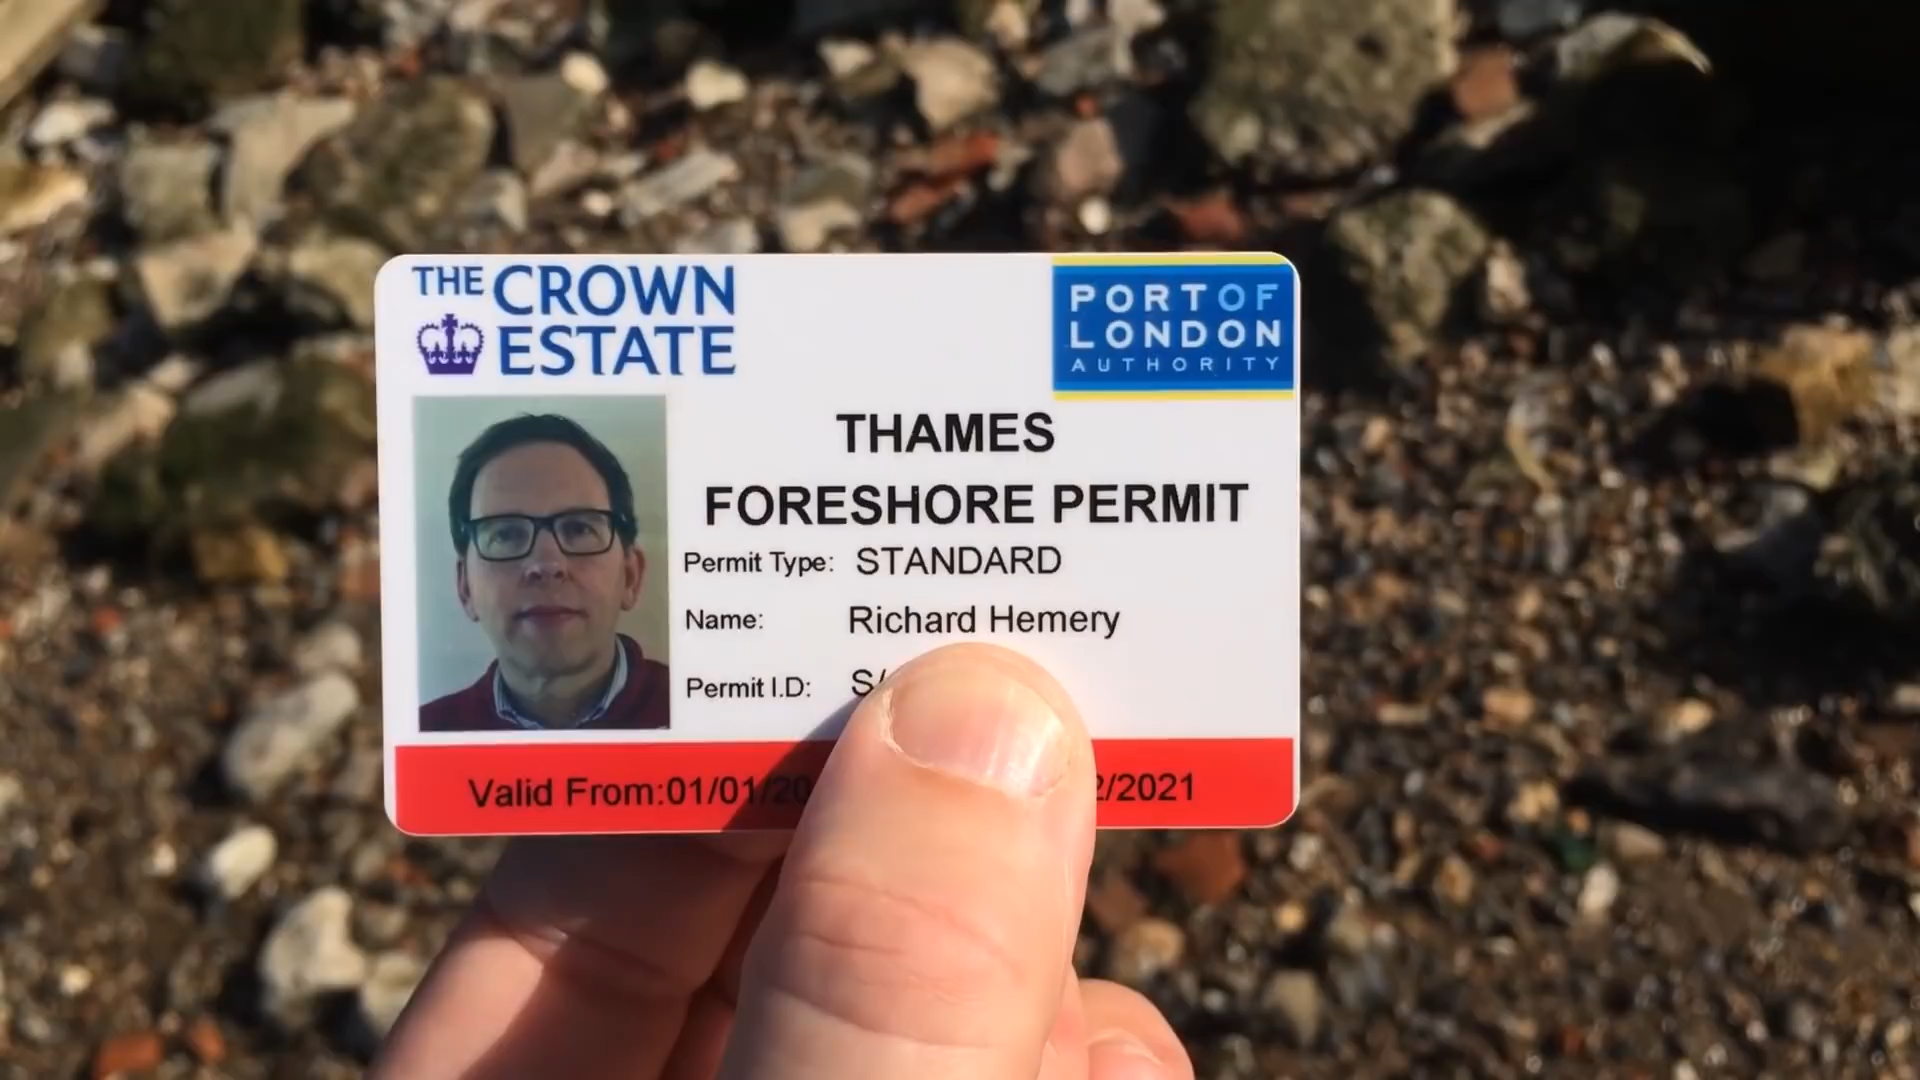 THE CROWN
ESTATE
PORT OF
LONDON
AUTHORITY
THAMES
FORESHORE PERMIT
Permit Type: STANDARD
Name: Richard Hemery
Permit I.D: S/
Valid From:01/01/20 2/2021